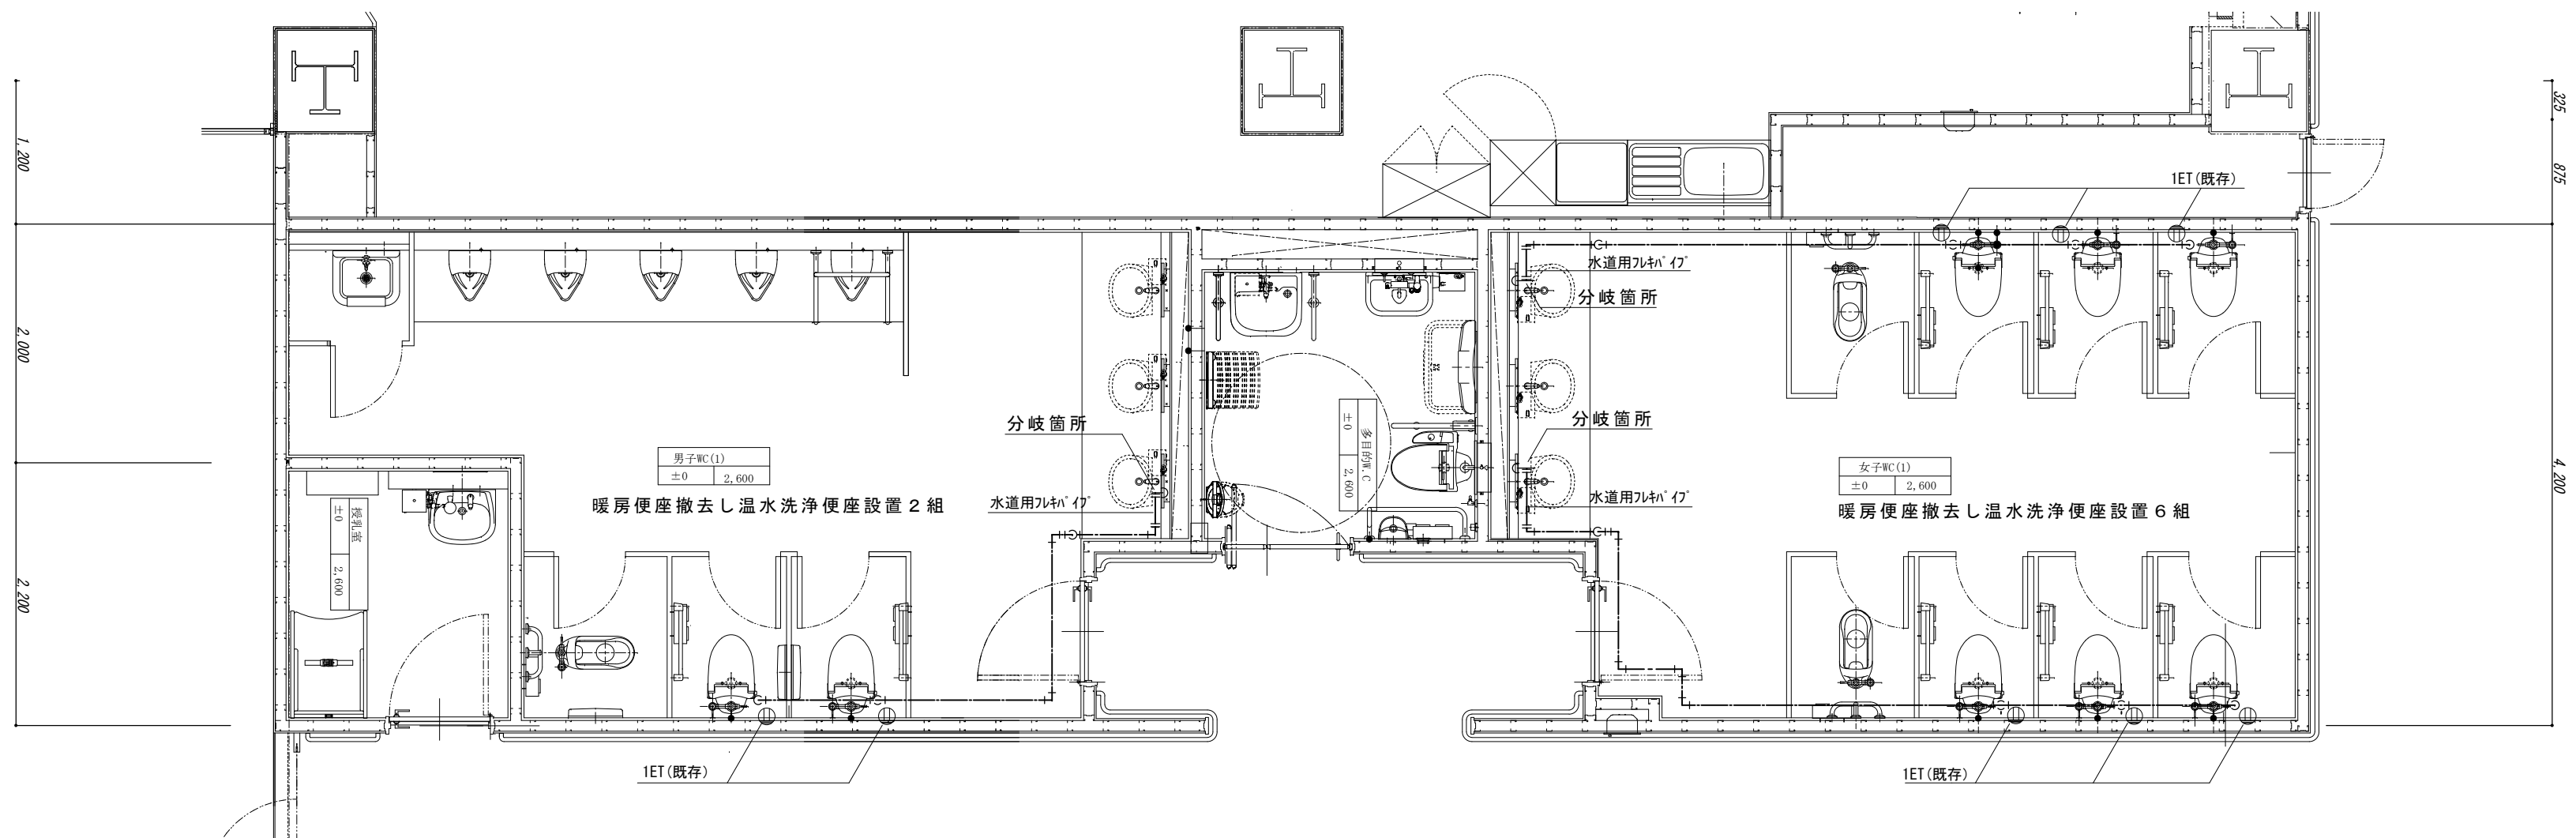 1,200
2,000
2,200
325
875
4,200
1ET(既存)
水道用フレキパイプ
分岐箇所
分岐箇所
水道用フレキパイプ
分岐箇所
水道用フレキパイプ
男子WC(1)
±0 2,600
暖房便座撤去し温水洗浄便座設置２組
多目的W.C
±0 2,600
女子WC(1)
±0 2,600
暖房便座撤去し温水洗浄便座設置６組
授乳室
±0 2,600
1ET(既存)
1ET(既存)